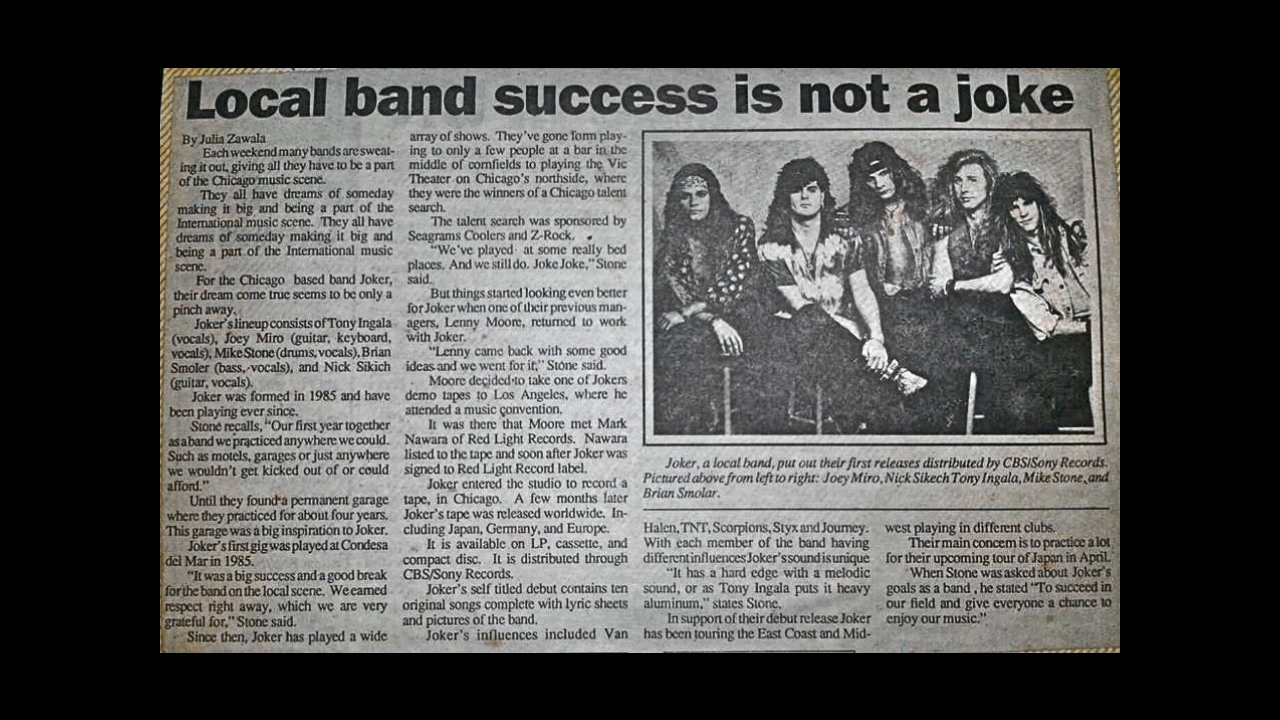 Local band success is not a joke
By Julia Zawala
Each weekend many bands are sweat-
ing it out, giving all they have to be a part
of the Chicago music scene.
They all have dreams of someday
making it big and being a part of the
International music scene. They all have
dreams of someday making it big and
being a part of the International music
scene.
For the Chicago based band Joker,
their dream come true seems to be only a
pinch away.
Joker's lineup consists of Tony Ingala
(vocals), Joey Miro (guitar, keyboard,
vocals), Mike Stone (drums, vocals), Brian
Smoler (bass, vocals), and Nick Sikich
(guitar, vocals).
Joker was formed in 1985 and have
been playing ever since.
Stone recalls, "Our first year together
as a band we practiced anywhere we could.
Such as motels, garages or just anywhere
we wouldn't get kicked out of or could
afford."
Until they found a permanent garage
where they practiced for about four years.
This garage was a big inspiration to Joker.
Joker's first gig was played at Condesa
del Mar in 1985.
"It was a big success and a good break
for the band on the local scene. We earned
respect right away, which we are very
grateful for," Stone said.
Since then, Joker has played a wide
array of shows. They've gone form play-
ing to only a few people at a bar in the
middle of cornfields to playing the Vic
Theater on Chicago's northside, where
they were the winners of a Chicago talent
search.
The talent search was sponsored by
Seagrams Coolers and Z-Rock.
"We've played at some really bed
places. And we still do. Joke Joke," Stone
said.
But things started looking even better
for Joker when one of their previous man-
agers, Lenny Moore, returned to work
with Joker.
"Lenny came back with some good
ideas and we went for it," Stone said.
Moore decided to take one of Jokers
demo tapes to Los Angeles, where he
attended a music convention.
It was there that Moore met Mark
Nawara of Red Light Records. Nawara
listed to the tape and soon after Joker was
signed to Red Light Record label.
Joker entered the studio to record a
tape, in Chicago. A few months later
Joker's tape was released worldwide. In-
cluding Japan, Germany, and Europe.
It is available on LP, cassette, and
compact disc. It is distributed through
CBS/Sony Records.
Joker's self titled debut contains ten
original songs complete with lyric sheets
and pictures of the band.
Joker's influences included Van
Joker, a local band, put out their first releases distributed by CBS/Sony Records.
Pictured above from left to right: Joey Miro, Nick Sikech Tony Ingala, Mike Stone, and
Brian Smolar.
Halen, TNT, Scorpions, Styx and Journey.
With each member of the band having
different influences Joker's sound is unique
"It has a hard edge with a melodic
sound, or as Tony Ingala puts it heavy
aluminum," states Stone.
In support of their debut release Joker
has been touring the East Coast and Mid-
west playing in different clubs.
Their main concern is to practice a lot
for their upcoming tour of Japan in April.
When Stone was asked about Joker's
goals as a band , he stated "To succeed in
our field and give everyone a chance to
enjoy our music."